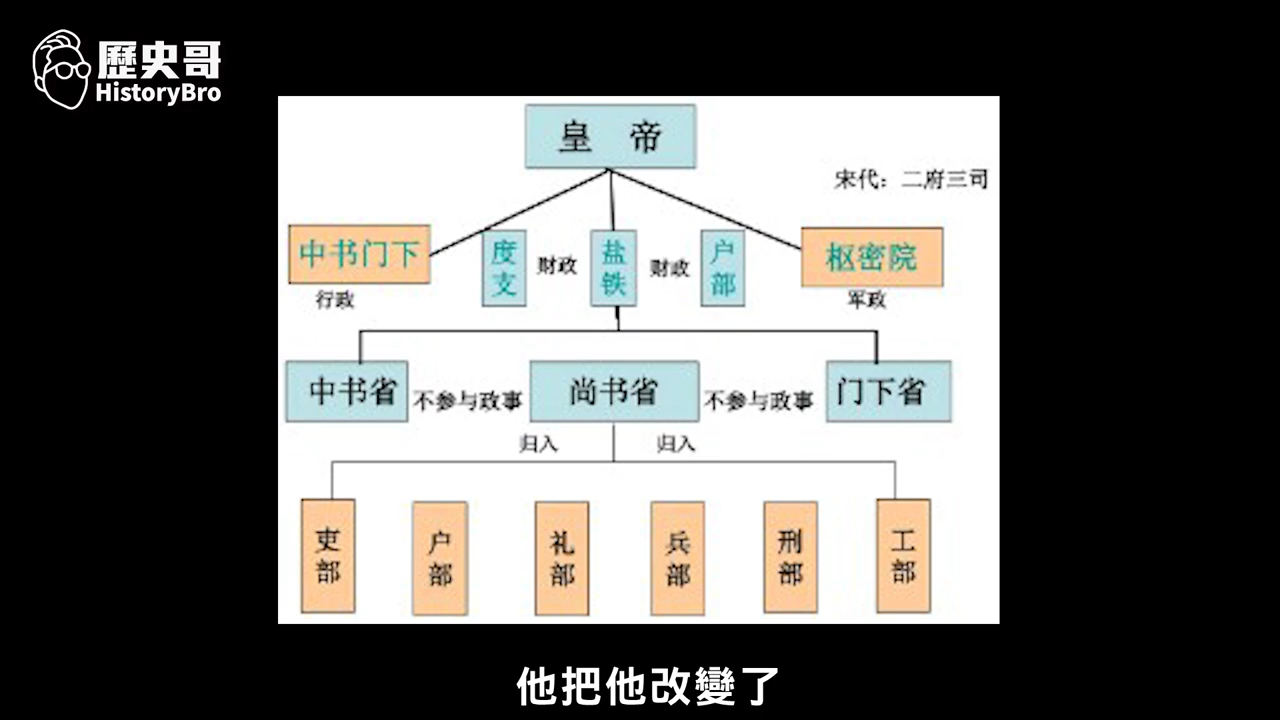 歷史哥
HistoryBro
皇 帝
宋代：二府三司
中书门下
度支
财政
盐铁
财政
户部
枢密院
行政
军政
中书省
不参与政事
尚书省
不参与政事
门下省
归入
归入
吏部
户部
礼部
兵部
刑部
工部
他把他改變了